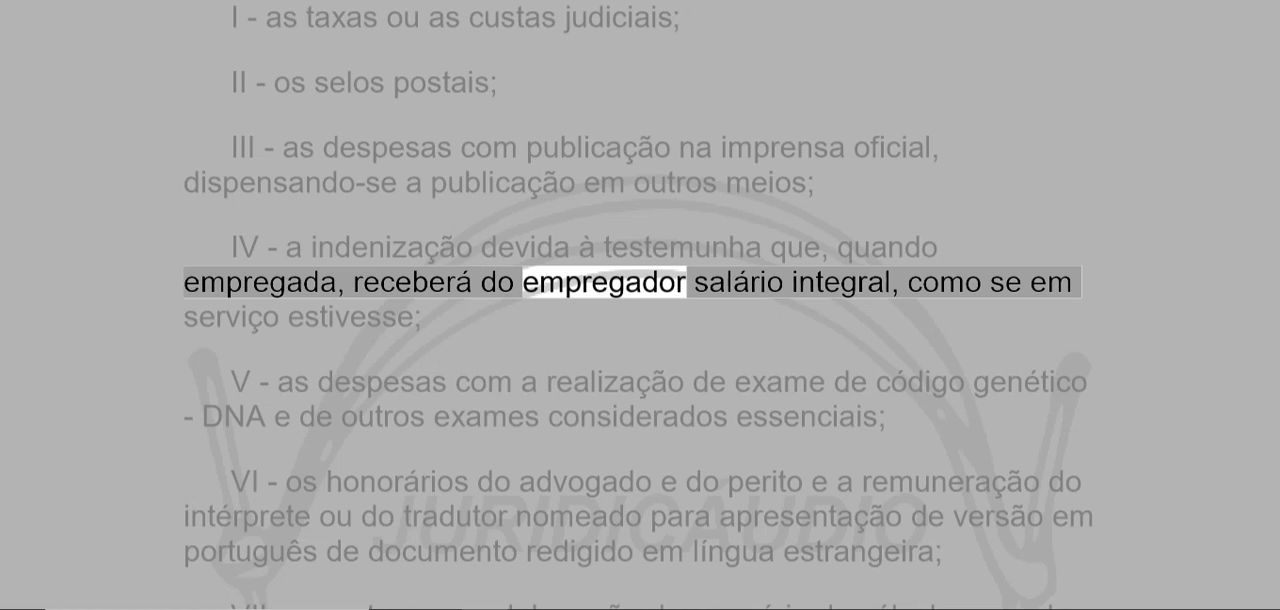 I - as taxas ou as custas judiciais;
II - os selos postais;
III - as despesas com publicação na imprensa oficial,
dispensando-se a publicação em outros meios;
IV - a indenização devida à testemunha que, quando
empregada, receberá do empregador salário integral, como se em
serviço estivesse;
V - as despesas com a realização de exame de código genético
- DNA e de outros exames considerados essenciais;
VI - os honorários do advogado e do perito e a remuneração do
intérprete ou do tradutor nomeado para apresentação de versão em
português de documento redigido em língua estrangeira;
JURIDICÁUDIO